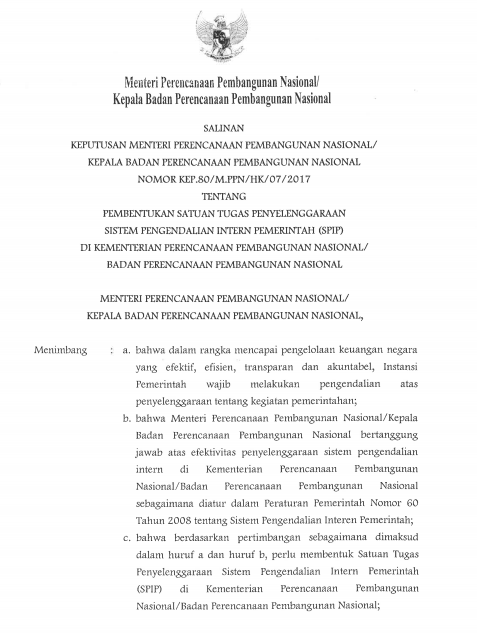 Menteri Perencanaan Pembangunan Nasional/
Kepala Badan Perencanaan Pembangunan Nasional
SALINAN
KEPUTUSAN MENTERI PERENCANAAN PEMBANGUNAN NASIONAL/
KEPALA BADAN PERENCANAAN PEMBANGUNAN NASIONAL
NOMOR KEP.80/M.PPN/HK/07/2017
TENTANG
PEMBENTUKAN SATUAN TUGAS PENYELENGGARAAN
SISTEM PENGENDALIAN INTERN PEMERINTAH (SPIP)
DI KEMENTERIAN PERENCANAAN PEMBANGUNAN NASIONAL/
BADAN PERENCANAAN PEMBANGUNAN NASIONAL
MENTERI PERENCANAAN PEMBANGUNAN NASIONAL/
KEPALA BADAN PERENCANAAN PEMBANGUNAN NASIONAL,
Menimbang : a. bahwa dalam rangka mencapai pengelolaan keuangan negara
yang efektif, efisien, transparan dan akuntabel, Instansi
Pemerintah wajib melakukan pengendalian atas
penyelenggaraan tentang kegiatan pemerintahan;
b. bahwa Menteri Perencanaan Pembangunan Nasional/Kepala
Badan Perencanaan Pembangunan Nasional bertanggung
jawab atas efektivitas penyelenggaraan sistem pengendalian
intern di Kementerian Perencanaan Pembangunan
Nasional/Badan Perencanaan Pembangunan Nasional
sebagaimana diatur dalam Peraturan Pemerintah Nomor 60
Tahun 2008 tentang Sistem Pengendalian Interen Pemerintah;
c. bahwa berdasarkan pertimbangan sebagaimana dimaksud
dalam huruf a dan huruf b, perlu membentuk Satuan Tugas
Penyelenggaraan Sistem Pengendalian Intern Pemerintah
(SPIP) di Kementerian Perencanaan Pembangunan
Nasional/Badan Perencanaan Pembangunan Nasional;